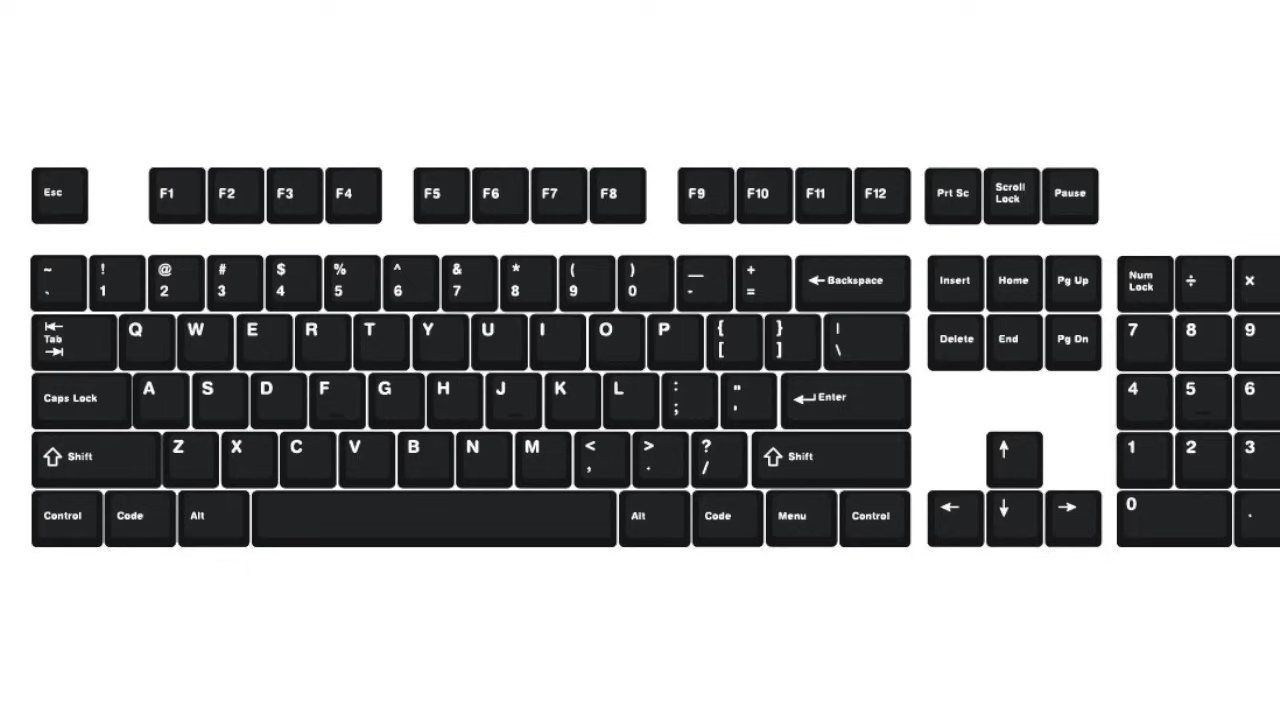 Esc F1 F2 F3 F4 F5 F6 F7 F8 F9 F10 F11 F12 Prt Sc Scroll Lock Pause
~ ! @ # $ % ^ & * ( ) — +
` 1 2 3 4 5 6 7 8 9 0 - = ← Backspace Insert Home Pg Up Num Lock ÷ ×
Tab Q W E R T Y U I O P { } | 7 8 9
[ ] \ Delete End Pg Dn
Caps Lock A S D F G H J K L : " 4 5 6
; ' ↵ Enter
⇧ Shift Z X C V B N M < > ? ⇧ Shift ↑ 1 2 3
, . /
Control Code Alt Alt Code Menu Control ← ↓ → 0 .